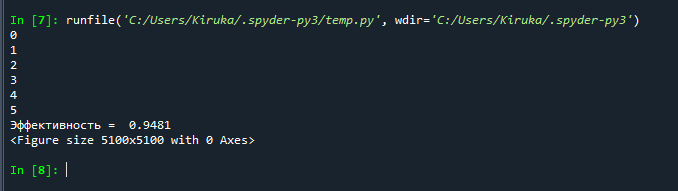 In [7]: runfile('C:/Users/Kiruka/.spyder-py3/temp.py', wdir='C:/Users/Kiruka/.spyder-py3')
0
1
2
3
4
5
Эффективность =  0.9481
<Figure size 5100x5100 with 0 Axes>
In [8]: